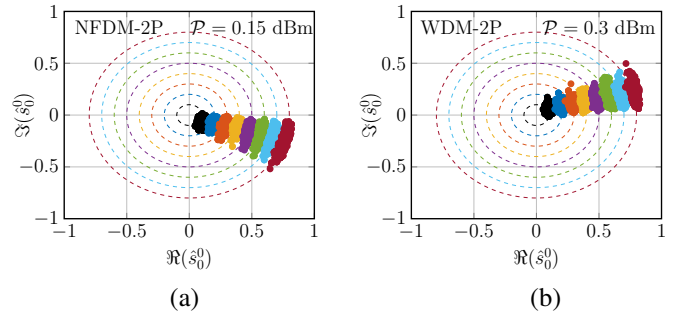 NFDM-2P 𝒫 = 0.15 dBm
1
0.5
0
−0.5
−1
ℑ(ŝ₀⁰)
−1 −0.5 0 0.5 1
ℜ(ŝ₀⁰)
(a)
WDM-2P 𝒫 = 0.3 dBm
1
0.5
0
−0.5
−1
ℑ(ŝ₀⁰)
−1 −0.5 0 0.5 1
ℜ(ŝ₀⁰)
(b)